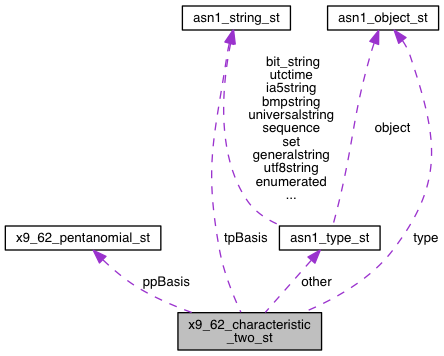 asn1_string_st
asn1_object_st
bit_string
utctime
ia5string
bmpstring
universalstring
sequence
set
generalstring
utf8string
enumerated
...
object
x9_62_pentanomial_st
tpBasis
asn1_type_st
type
ppBasis
other
x9_62_characteristic
_two_st